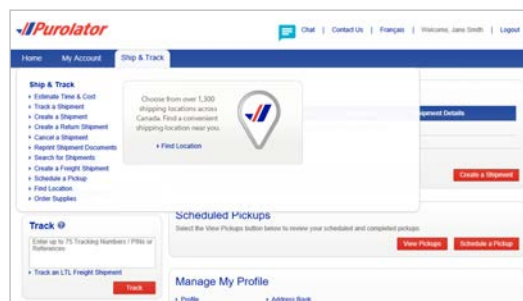 Purolator
Chat | Contact Us | Français | Welcome, Jane Smith | Logout
Home My Account Ship & Track
Ship & Track
Estimate Time & Cost
Track a Shipment
Create a Shipment
Create a Return Shipment
Cancel a Shipment
Reprint Shipment Documents
Search for Shipments
Create a Freight Shipment
Schedule a Pickup
Find Location
Order Supplies
Choose from over 1,300
shipping locations across
Canada. Find a convenient
shipping location near you.
Find Location
Details
Create a Shipment
Track
Enter up to 75 Tracking Numbers / PINs or
References
Track an LTL Freight Shipment
Track
Scheduled Pickups
Select the View Pickups button below to review your scheduled and completed pickups.
View Pickups Schedule a Pickup
Manage My Profile
Profile Address Book